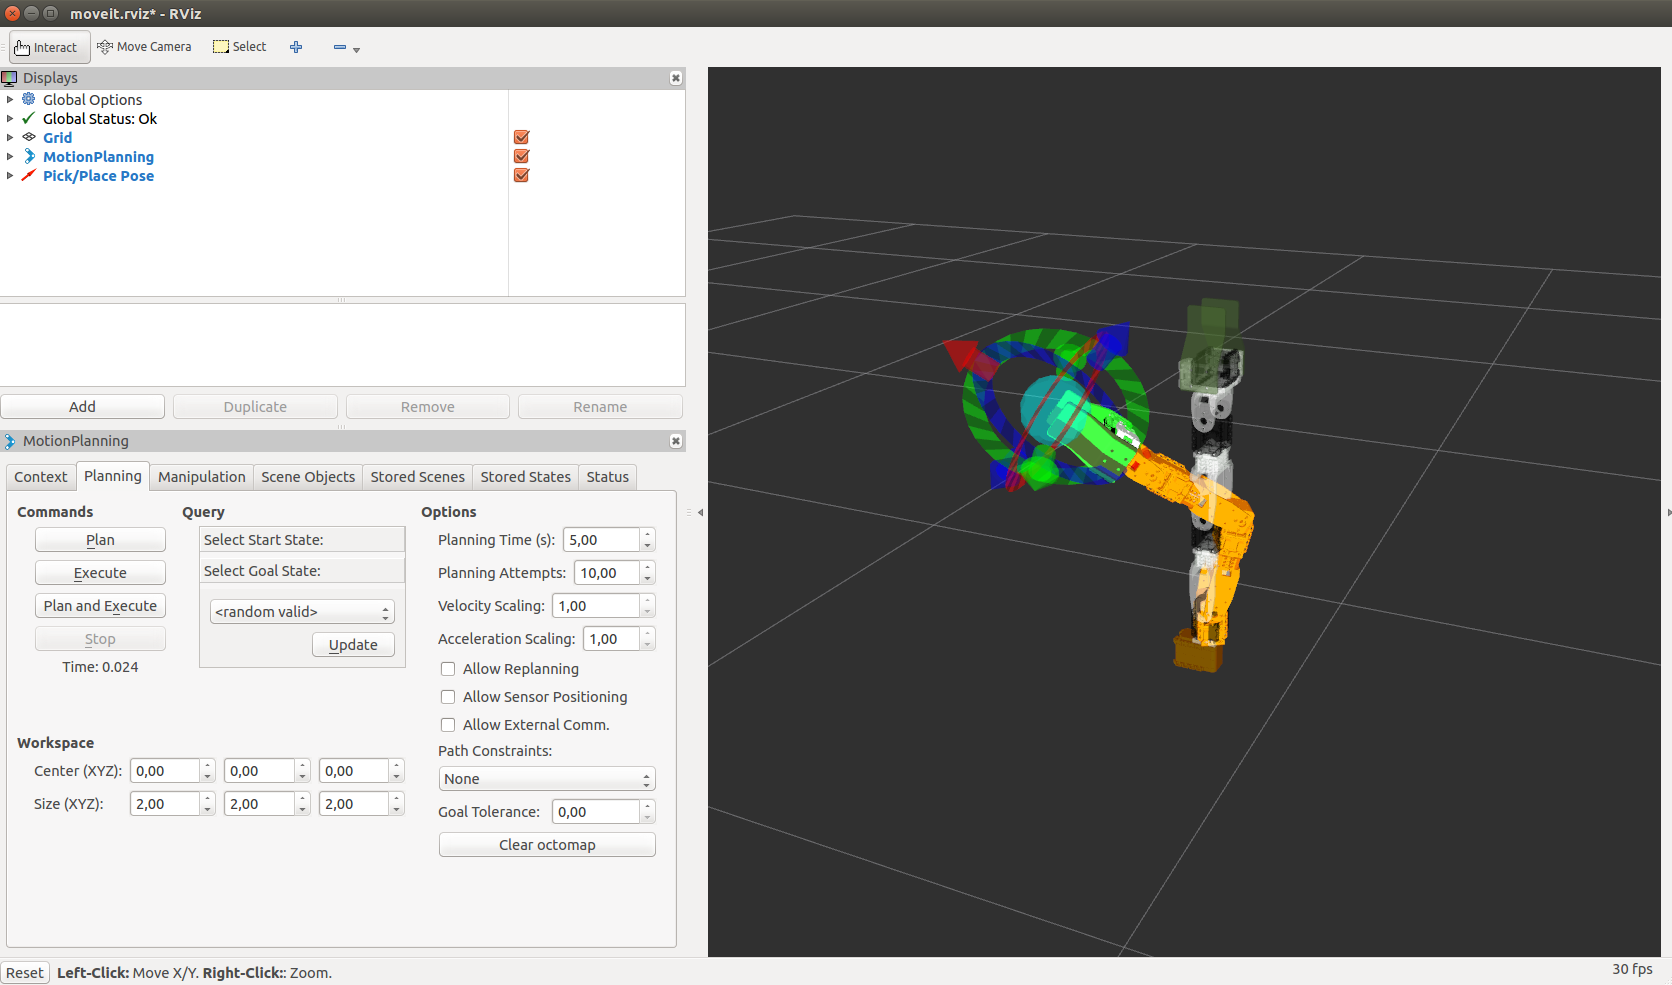 moveit.rviz* - RViz
Interact Move Camera Select
Displays
Global Options
Global Status: Ok
Grid
MotionPlanning
Pick/Place Pose
Add Duplicate Remove Rename
MotionPlanning
Context Planning Manipulation Scene Objects Stored Scenes Stored States Status
Commands
Plan
Execute
Plan and Execute
Stop
Time: 0.024
Query
Select Start State:
Select Goal State:
<random valid>
Update
Options
Planning Time (s): 5,00
Planning Attempts: 10,00
Velocity Scaling: 1,00
Acceleration Scaling: 1,00
Allow Replanning
Allow Sensor Positioning
Allow External Comm.
Path Constraints:
None
Goal Tolerance: 0,00
Clear octomap
Workspace
Center (XYZ): 0,00 0,00 0,00
Size (XYZ): 2,00 2,00 2,00
Reset Left-Click: Move X/Y. Right-Click:: Zoom. 30 fps